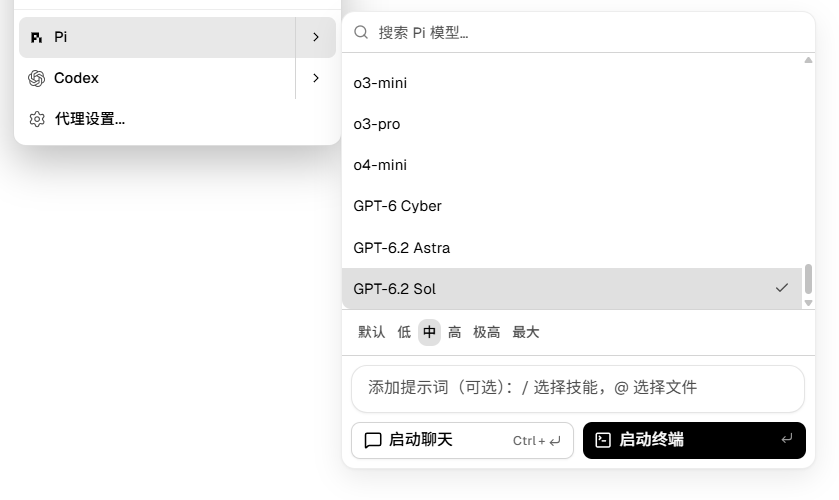 Pi
Codex
代理设置...
搜索 Pi 模型...
o3-mini
o3-pro
o4-mini
GPT-6 Cyber
GPT-6.2 Astra
GPT-6.2 Sol
默认 低 中 高 极高 最大
添加提示词（可选）：/ 选择技能，@ 选择文件
启动聊天 Ctrl+↵
启动终端 ↵